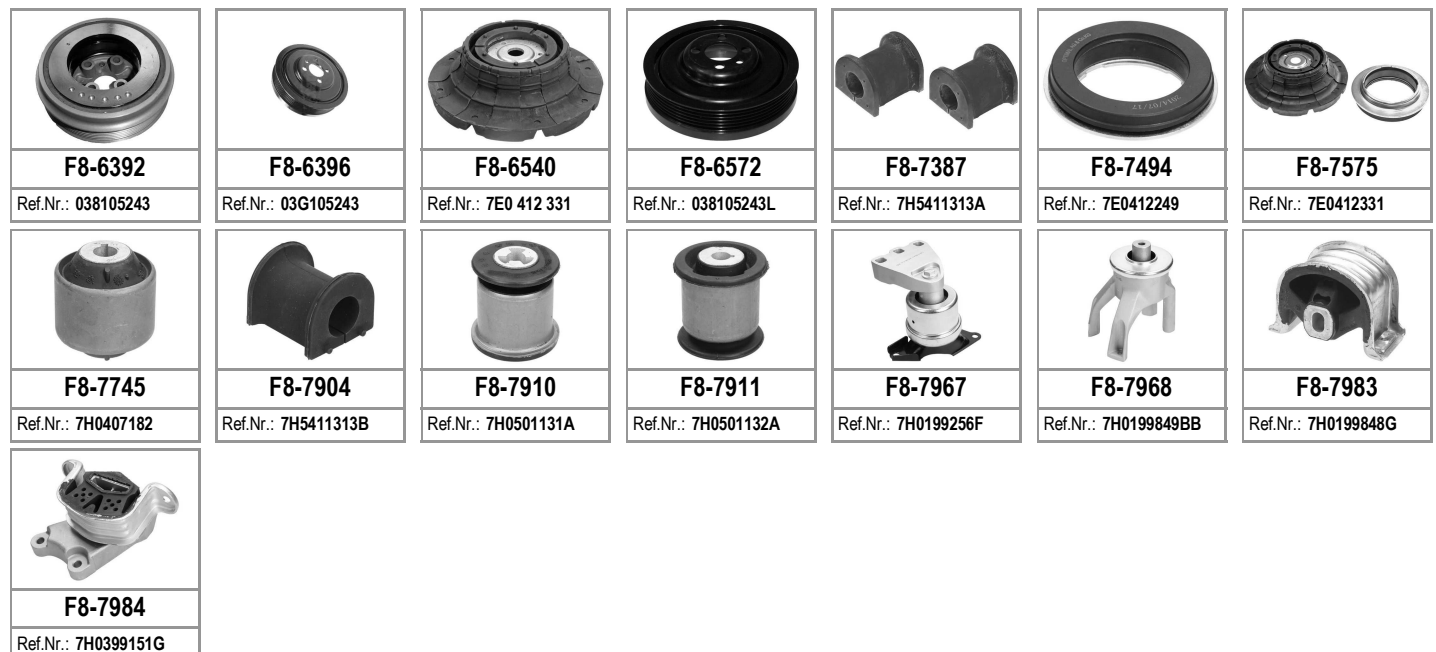 F8-6392
Ref.Nr.: 038105243
F8-6396
Ref.Nr.: 03G105243
F8-6540
Ref.Nr.: 7E0 412 331
F8-6572
Ref.Nr.: 038105243L
F8-7387
Ref.Nr.: 7H5411313A
2014/07/17
F8-7494
Ref.Nr.: 7E0412249
F8-7575
Ref.Nr.: 7E0412331
F8-7745
Ref.Nr.: 7H0407182
F8-7904
Ref.Nr.: 7H5411313B
F8-7910
Ref.Nr.: 7H0501131A
F8-7911
Ref.Nr.: 7H0501132A
F8-7967
Ref.Nr.: 7H0199256F
F8-7968
Ref.Nr.: 7H0199849BB
F8-7983
Ref.Nr.: 7H0199848G
F8-7984
Ref.Nr.: 7H0399151G